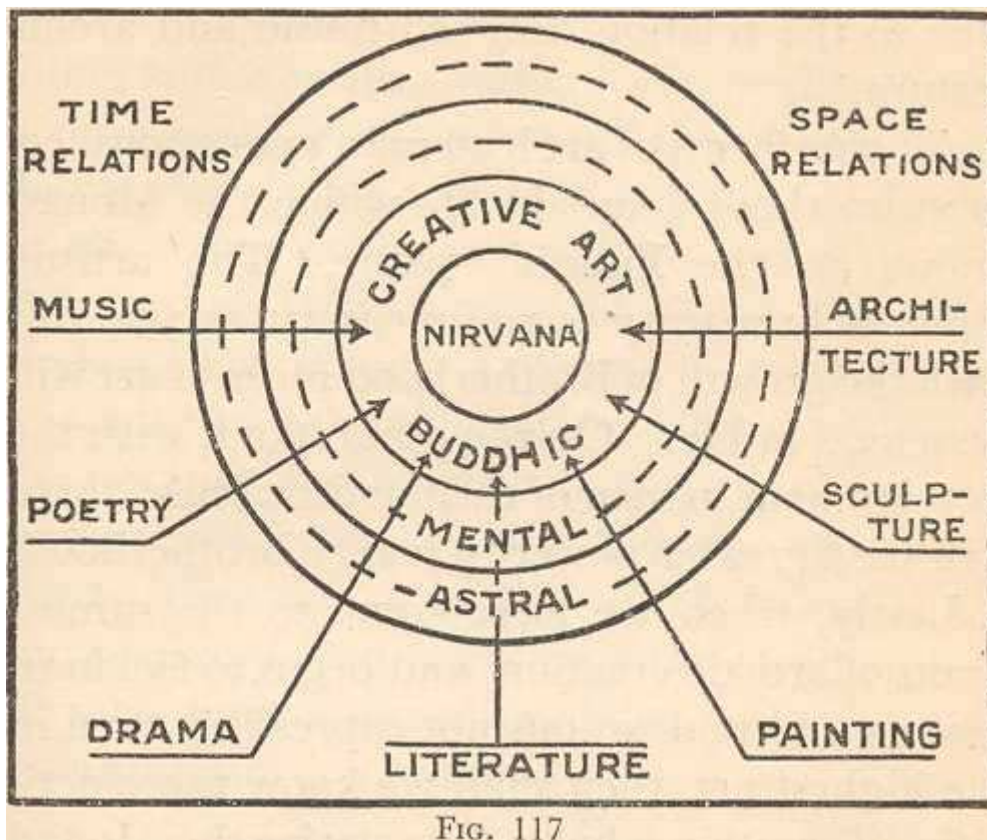 TIME
RELATIONS
SPACE
RELATIONS
CREATIVE ART
MUSIC
NIRVANA
ARCHI-
TECTURE
BUDDHIC
POETRY
MENTAL
SCULP-
TURE
ASTRAL
DRAMA
LITERATURE
PAINTING
FIG. 117